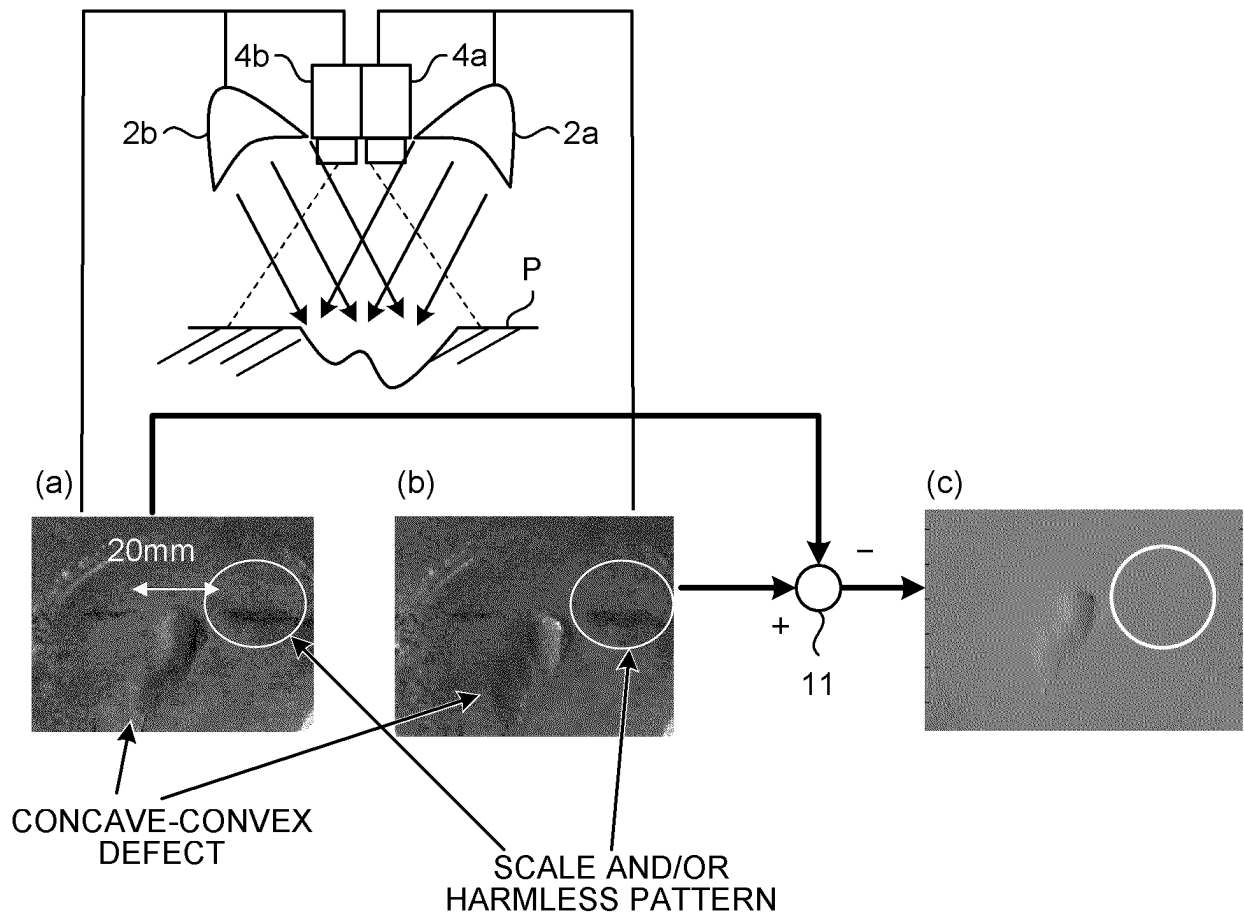 4b
4a
2b
2a
P
(a)
(b)
(c)
20mm
−
+
11
CONCAVE-CONVEX
DEFECT
SCALE AND/OR
HARMLESS PATTERN